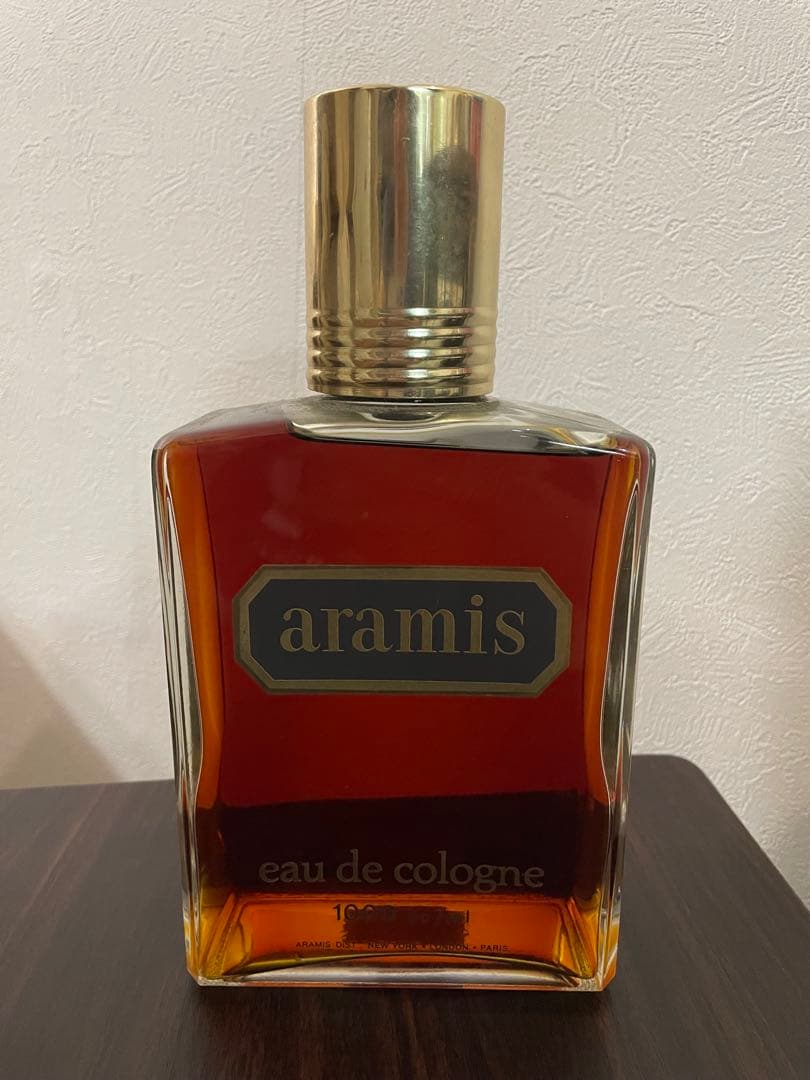 aramis
eau de cologne
ARAMIS DIST. NEW YORK • LONDON • PARIS